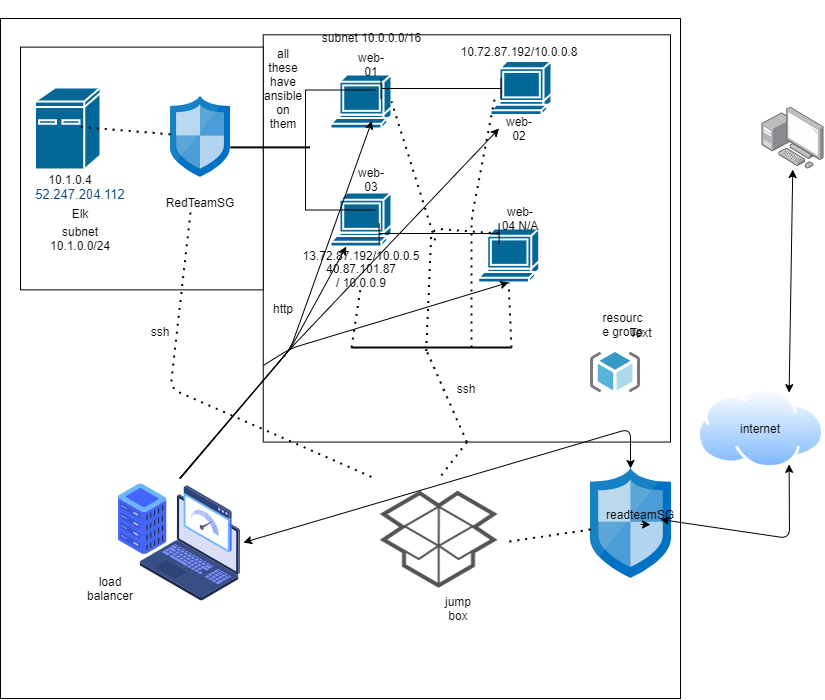 subnet 10.0.0.0/16
all
these
have
ansible
on
them
web-
01
10.72.87.192/10.0.0.8
web-
02
web-
03
web-
04 N/A
13.72.87.192/10.0.0.5
40.87.101.87
/ 10.0.0.9
10.1.0.4
52.247.204.112
Elk
subnet
10.1.0.0/24
RedTeamSG
http
ssh
resourc
e group
Text
ssh
internet
readteamSG
load
balancer
jump
box